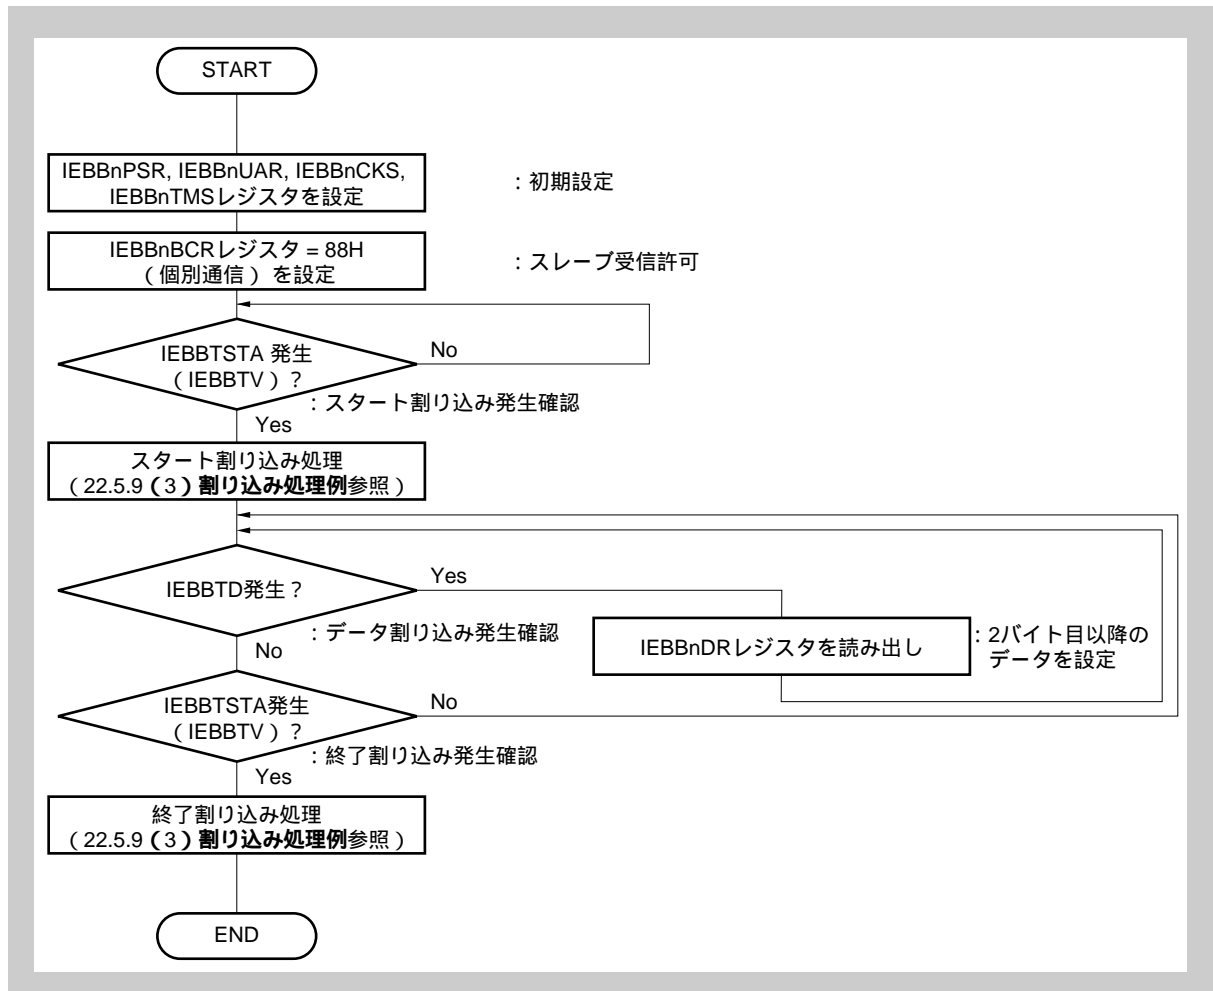 START
IEBBnPSR, IEBBnUAR, IEBBnCKS,
IEBBnTMSレジスタを設定
：初期設定
IEBBnBCRレジスタ = 88H
（個別通信）を設定
：スレーブ受信許可
IEBBTSTA 発生
（IEBBTV）？
No
：スタート割り込み発生確認
Yes
スタート割り込み処理
（22.5.9（3）割り込み処理例参照）
IEBBTD発生？
Yes
：データ割り込み発生確認
No
IEBBnDRレジスタを読み出し
：2バイト目以降の
データを設定
IEBBTSTA発生
（IEBBTV）？
No
：終了割り込み発生確認
Yes
終了割り込み処理
（22.5.9（3）割り込み処理例参照）
END